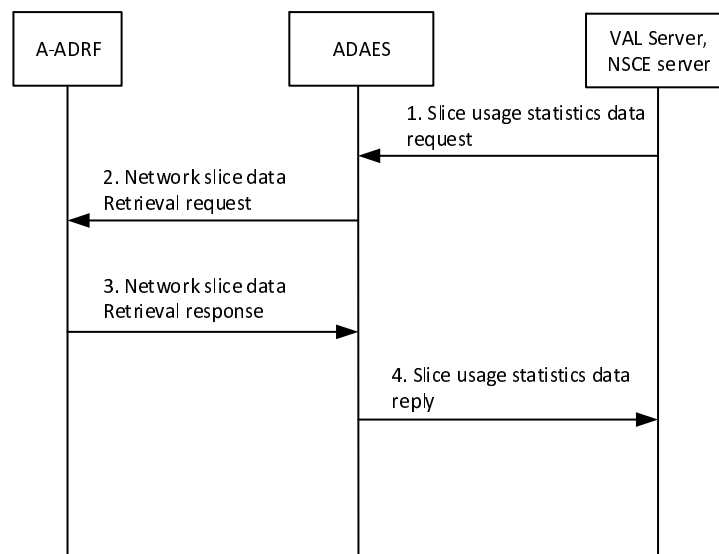 A-ADRF
ADAES
VAL Server,
NSCE server
1. Slice usage statistics data
request
2. Network slice data
Retrieval request
3. Network slice data
Retrieval response
4. Slice usage statistics data
reply